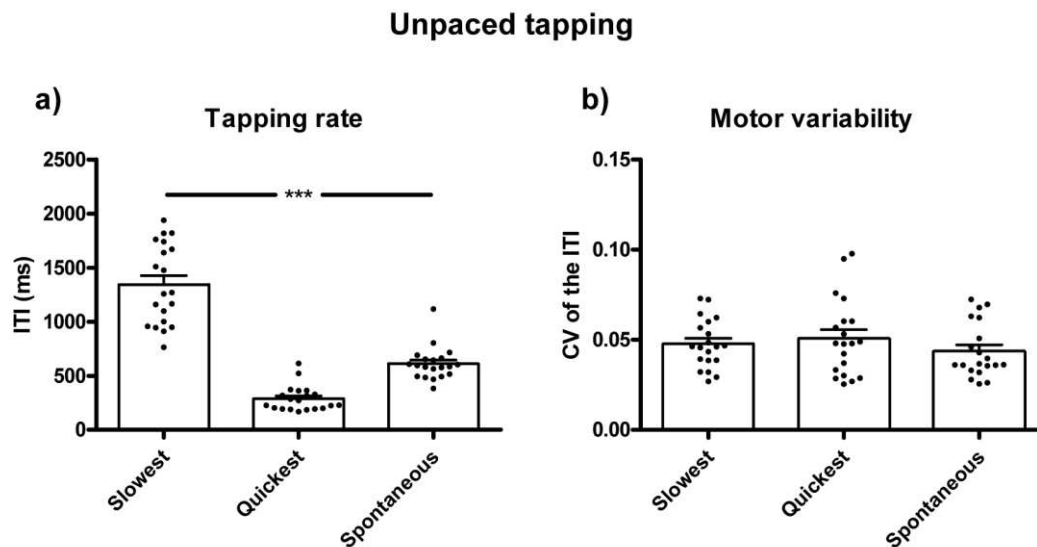 Unpaced tapping
a)
Tapping rate
2500
2000
1500
1000
500
0
ITI (ms)
***
Slowest
Quickest
Spontaneous
b)
Motor variability
0.15
0.10
0.05
0.00
CV of the ITI
Slowest
Quickest
Spontaneous